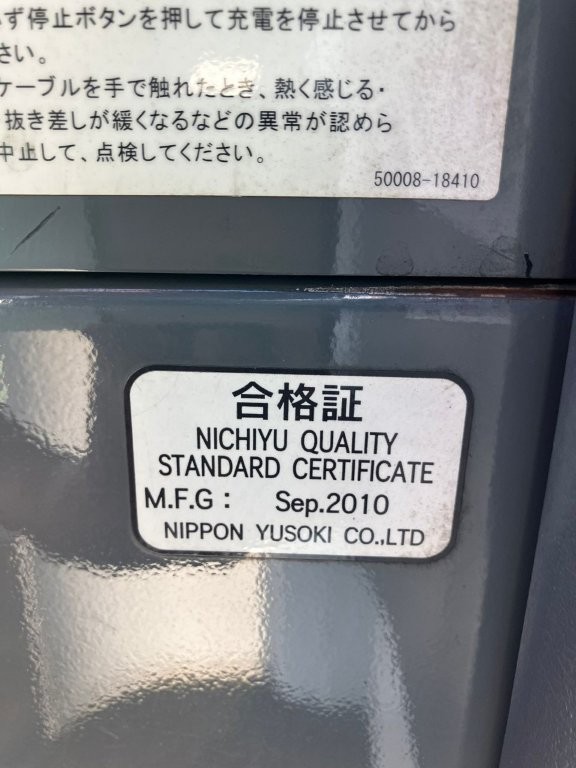 ず停止ボタンを押して充電を停止させてから
さい。
ケーブルを手で触れたとき、熱く感じる・
抜き差しが緩くなるなどの異常が認めら
中止して、点検してください。
50008-18410
合格証
NICHIYU QUALITY
STANDARD CERTIFICATE
M.F.G : Sep.2010
NIPPON YUSOKI CO.,LTD